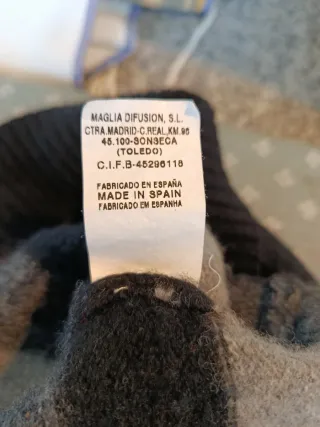 MAGLIA DIFUSION, S.L.
CTRA.MADRID-C.REAL,KM.96
45.100-SONSECA
(TOLEDO)
C.I.F.B-45296118
FABRICADO EN ESPAÑA
MADE IN SPAIN
FABRICADO EM ESPANHA